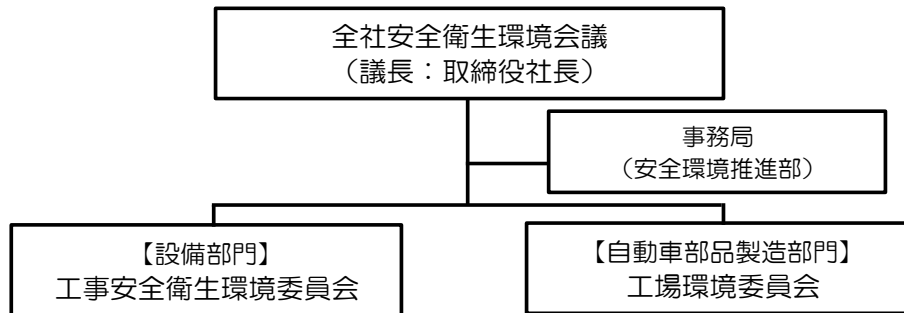 全社安全衛生環境会議
（議長：取締役社長）
事務局
（安全環境推進部）
【設備部門】
工事安全衛生環境委員会
【自動車部品製造部門】
工場環境委員会